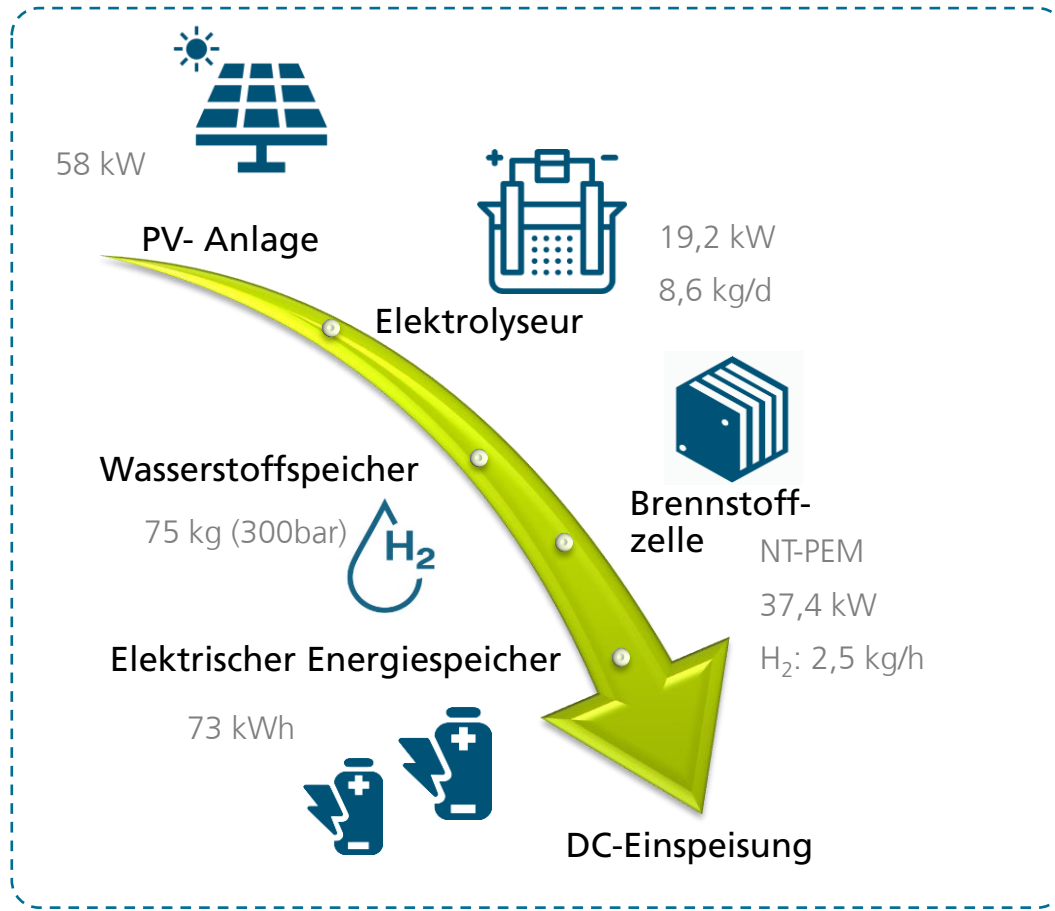 58 kW
PV- Anlage
+ −
19,2 kW
8,6 kg/d
Elektrolyseur
Wasserstoffspeicher
75 kg (300bar)
H₂
Brennstoff-
zelle
NT-PEM
37,4 kW
H₂: 2,5 kg/h
Elektrischer Energiespeicher
73 kWh
DC-Einspeisung